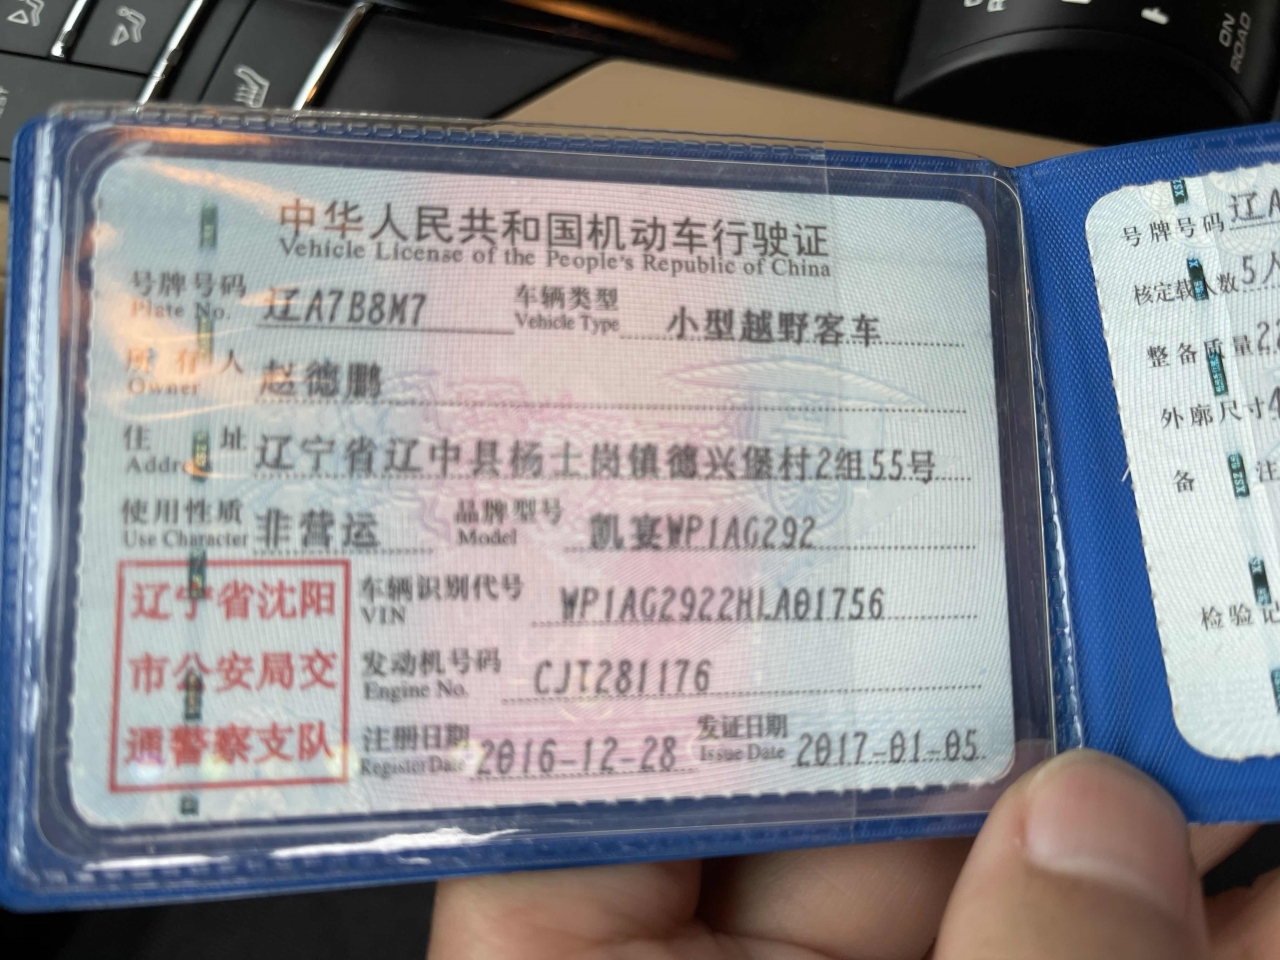 ON
ROAD
中华人民共和国机动车行驶证
Vehicle License of the People's Republic of China
号牌号码 辽A7B8M7 车辆类型 小型越野客车
Plate No. Vehicle Type
所有人 赵德鹏
Owner
住址 辽宁省辽中县杨士岗镇德兴堡村2组55号
使用性质 非营运 品牌型号 凯宴WP1AG292
Use Character Model
车辆识别代号 WP1AG2922HLA01756
VIN
发动机号码 CJT281176
Engine No.
注册日期 2016-12-28 发证日期 2017-01-05
Register Date Issue Date
辽宁省沈阳
市公安局交
通警察支队
号牌号码 辽A
核定载人数 5人
整备质量
外廓尺寸
备 注
检验记